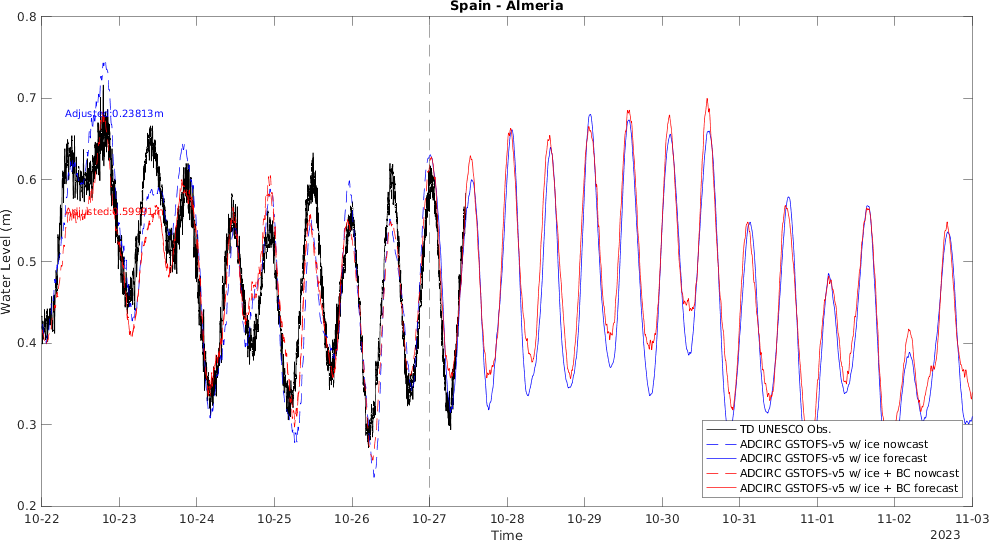 Spain - Almeria
0.8
0.7
0.6
0.5
0.4
0.3
0.2
Water Level (m)
Adjusted:0.23813m
TD UNESCO Obs.
ADCIRC GSTOFS-v5 w/ ice nowcast
ADCIRC GSTOFS-v5 w/ ice forecast
ADCIRC GSTOFS-v5 w/ ice + BC nowcast
ADCIRC GSTOFS-v5 w/ ice + BC forecast
10-22 10-23 10-24 10-25 10-26 10-27 10-28 10-29 10-30 10-31 11-01 11-02 11-03
Time
2023